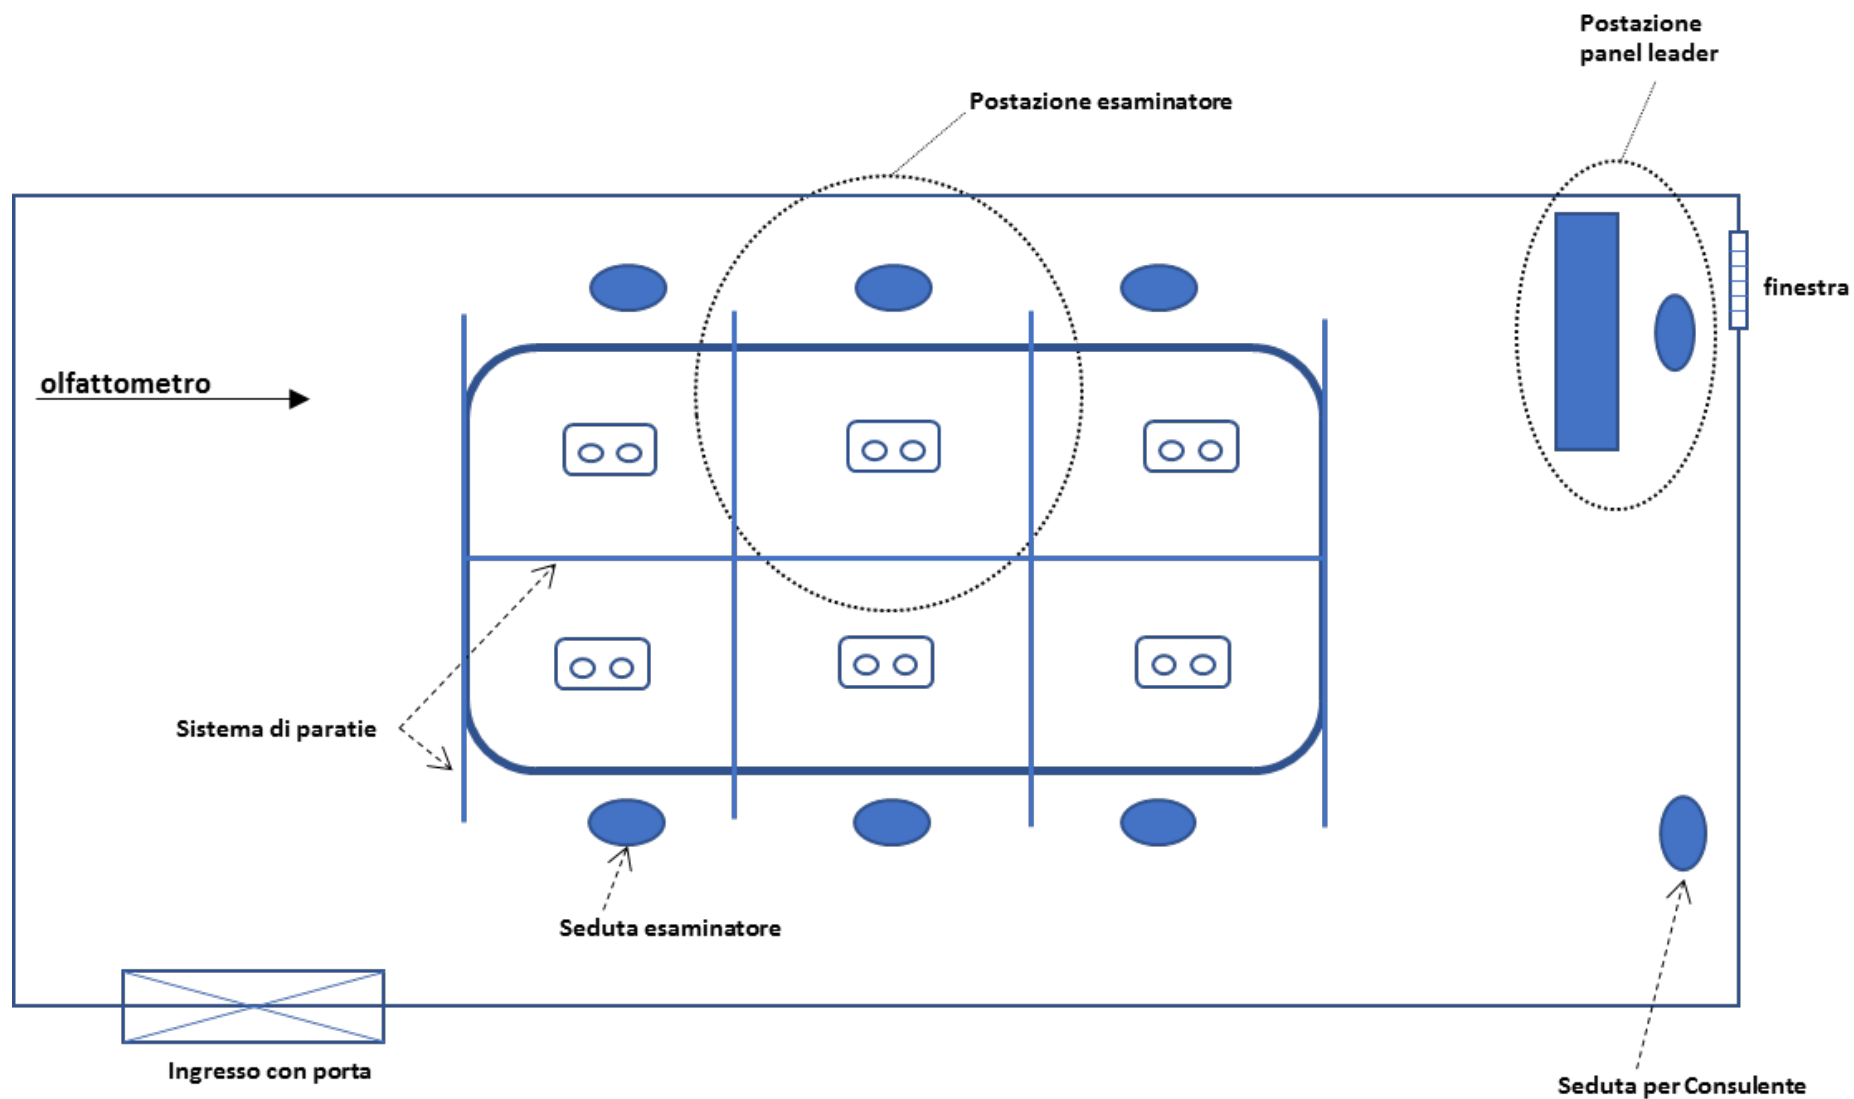 Postazione
panel leader
Postazione esaminatore
finestra
olfattometro
Sistema di paratie
Seduta esaminatore
Ingresso con porta
Seduta per Consulente